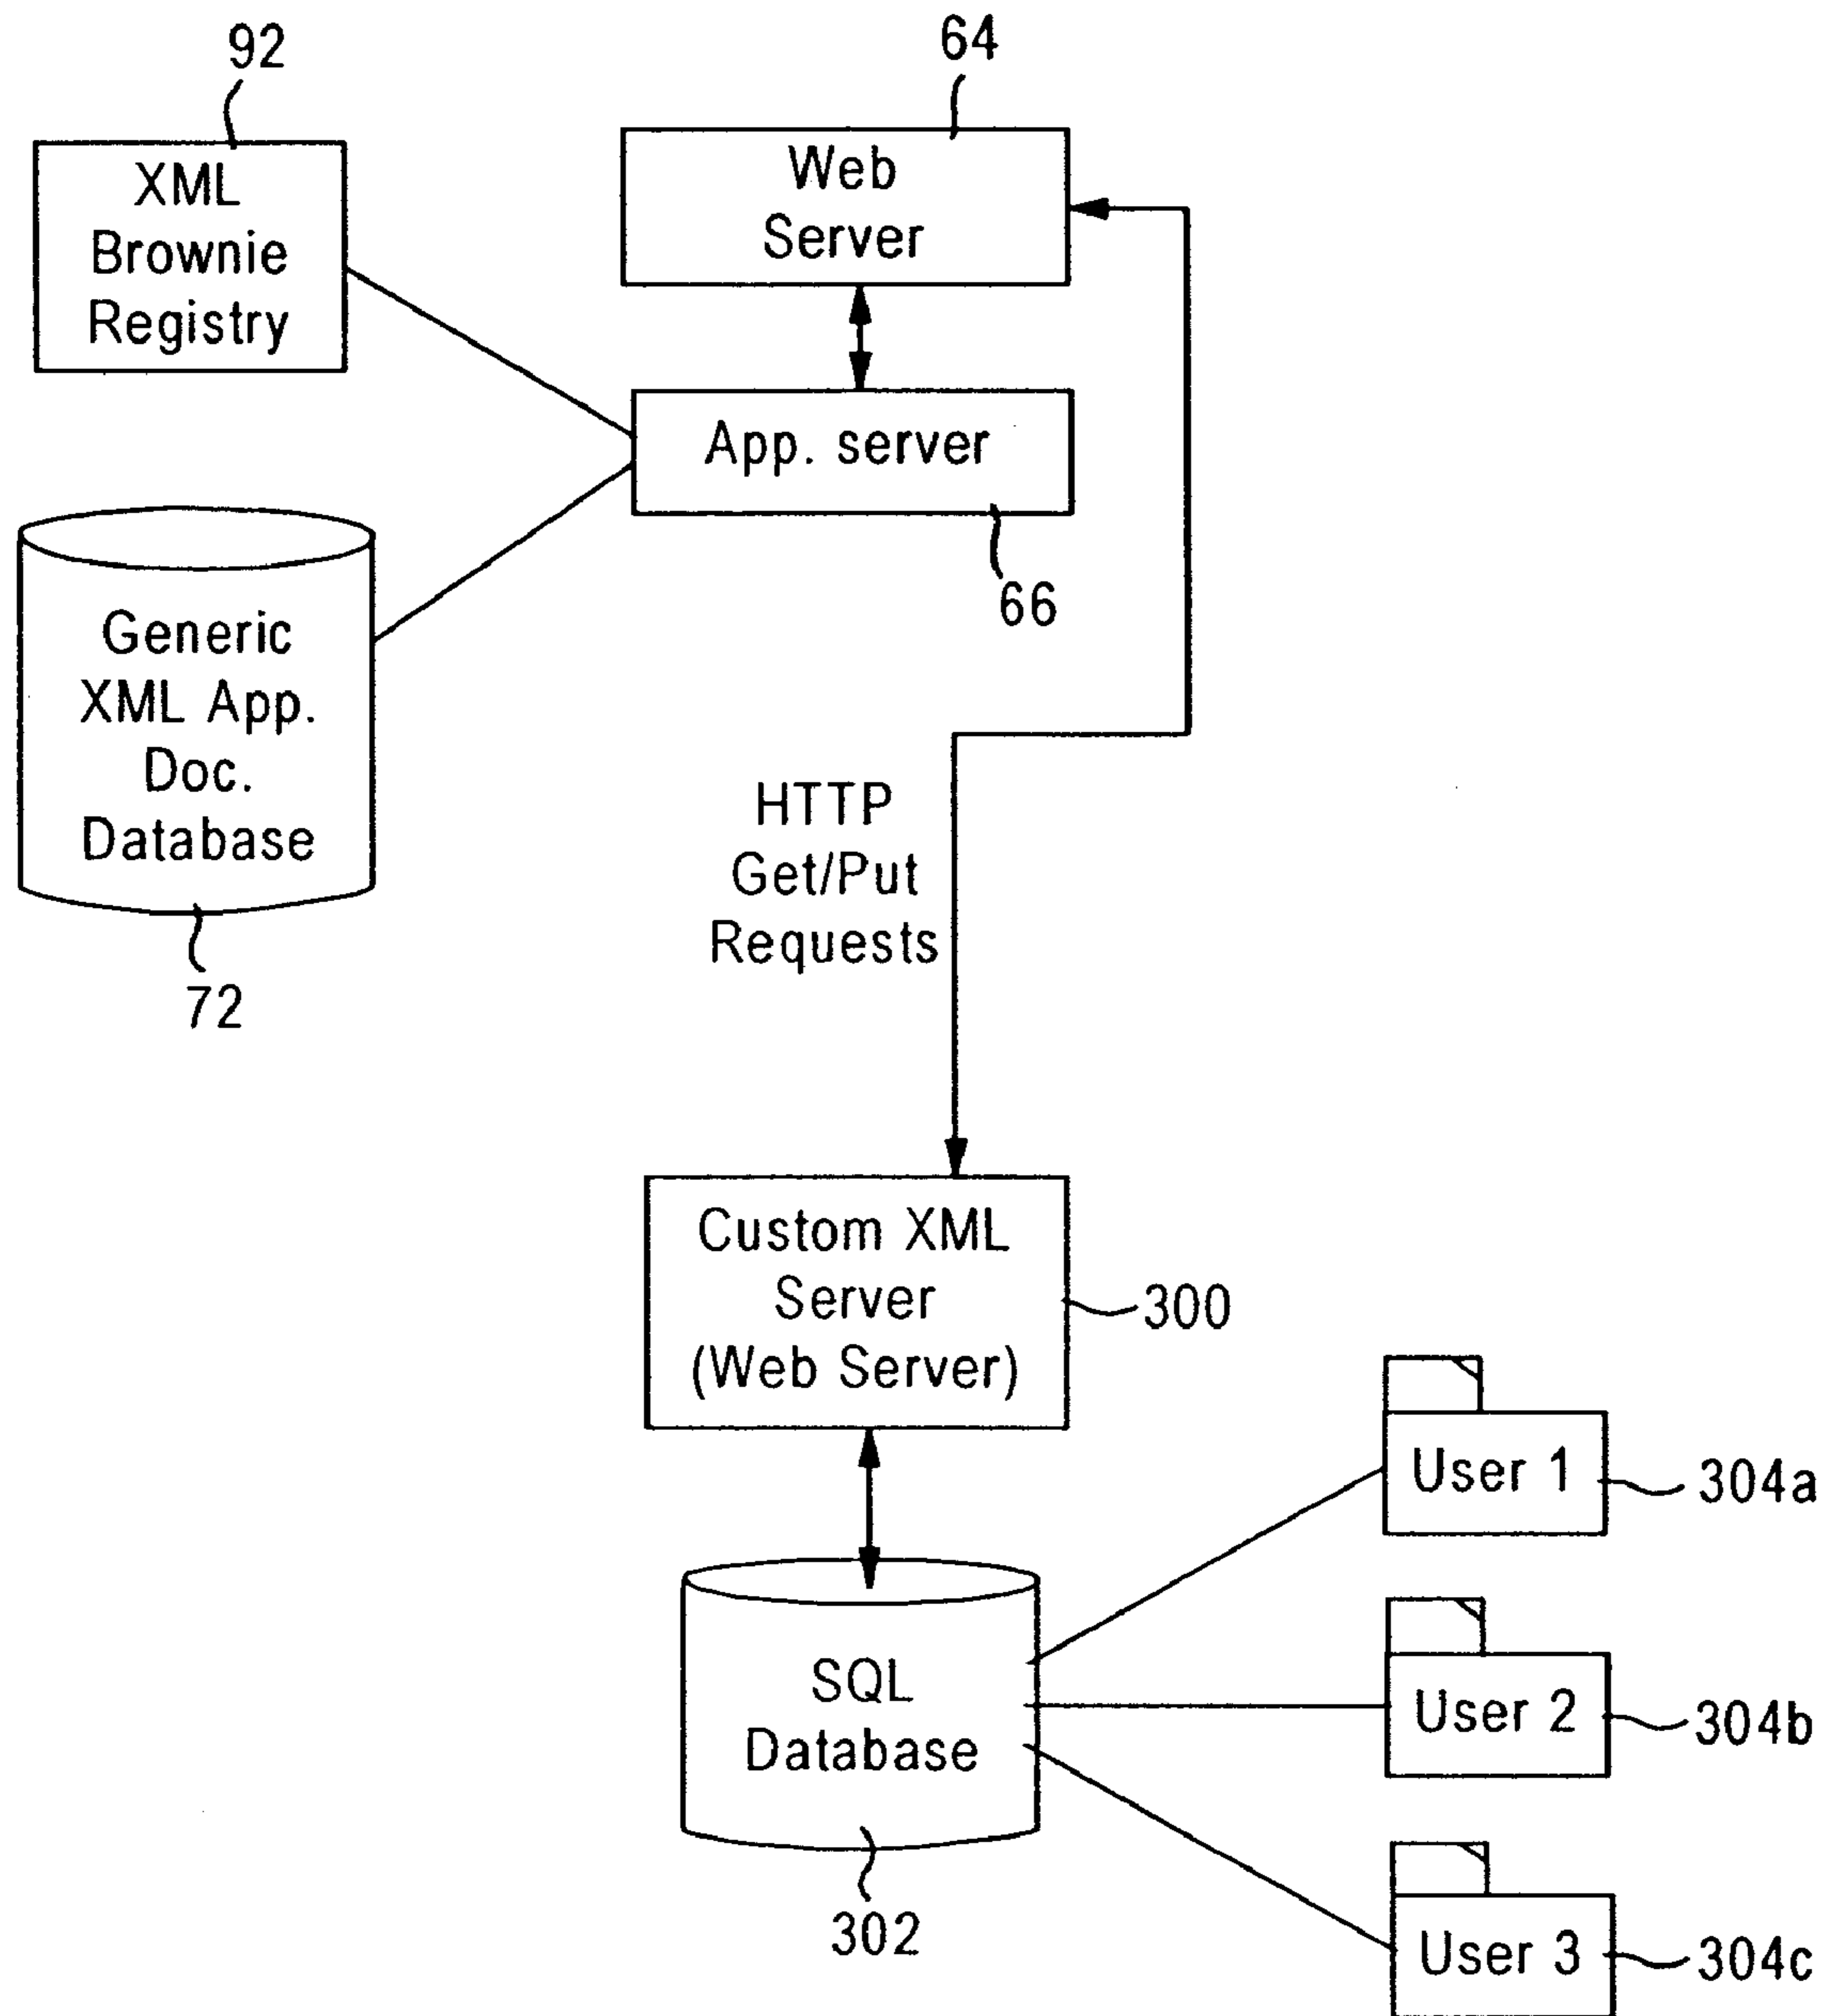 92
64
XML
Brownie
Registry
Web
Server
App. server
66
Generic
XML App.
Doc.
Database
72
HTTP
Get/Put
Requests
Custom XML
Server
(Web Server)
300
User 1
304a
SQL
Database
User 2
304b
302
User 3
304c